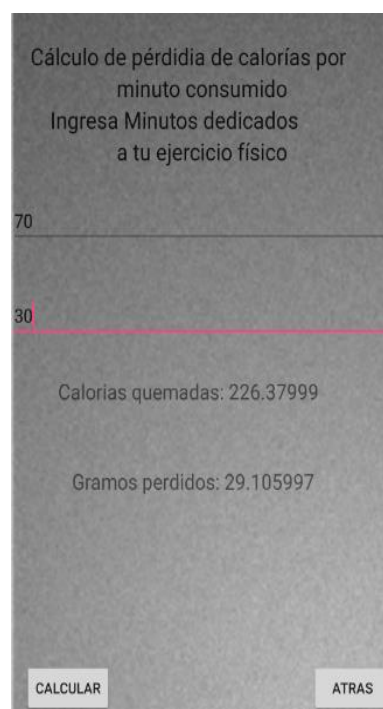 Cálculo de pérdidia de calorías por
minuto consumido
Ingresa Minutos dedicados
a tu ejercicio físico
70
30
Calorias quemadas: 226.37999
Gramos perdidos: 29.105997
CALCULAR
ATRAS